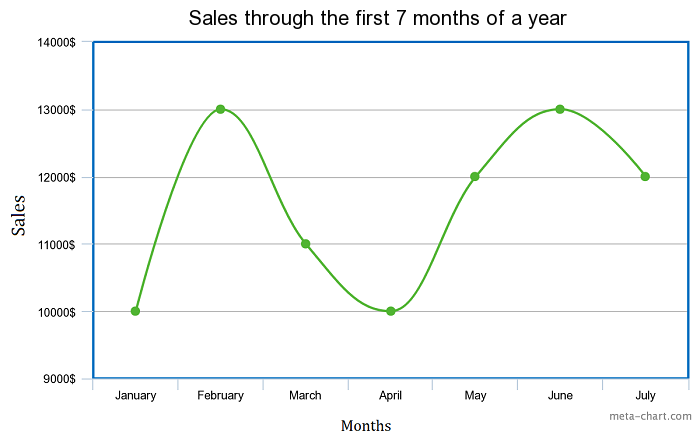 Sales through the first 7 months of a year
14000$
13000$
12000$
11000$
10000$
9000$
Sales
January February March April May June July
Months
meta-chart.com